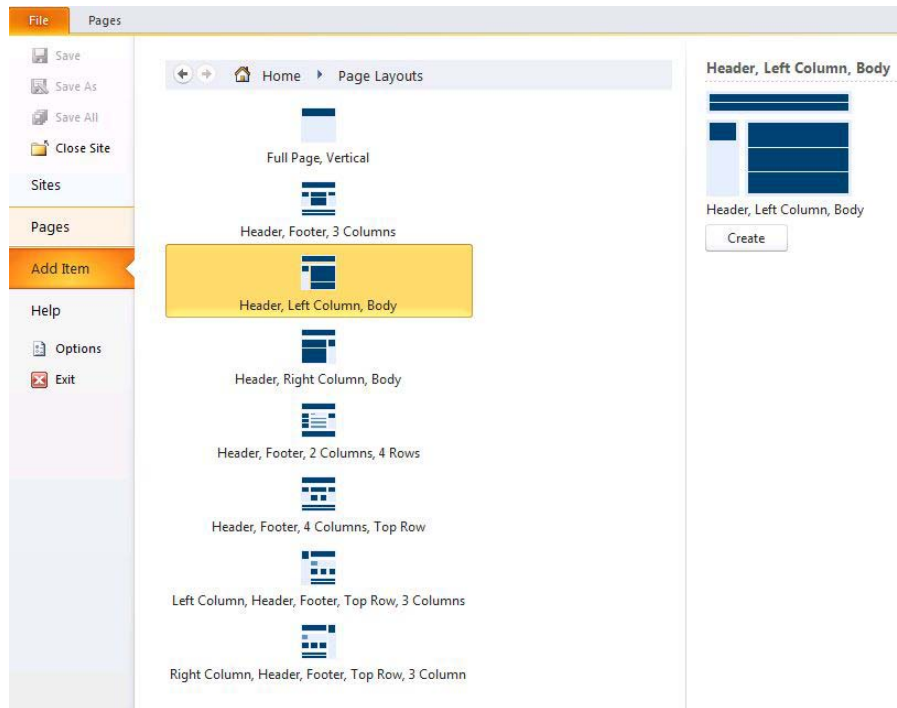 File
Pages
Save
Save As
Save All
Close Site
Sites
Pages
Add Item
Help
Options
Exit
Home
Page Layouts
Full Page, Vertical
Header, Footer, 3 Columns
Header, Left Column, Body
Header, Right Column, Body
Header, Footer, 2 Columns, 4 Rows
Header, Footer, 4 Columns, Top Row
Left Column, Header, Footer, Top Row, 3 Columns
Right Column, Header, Footer, Top Row, 3 Column
Header, Left Column, Body
Header, Left Column, Body
Create